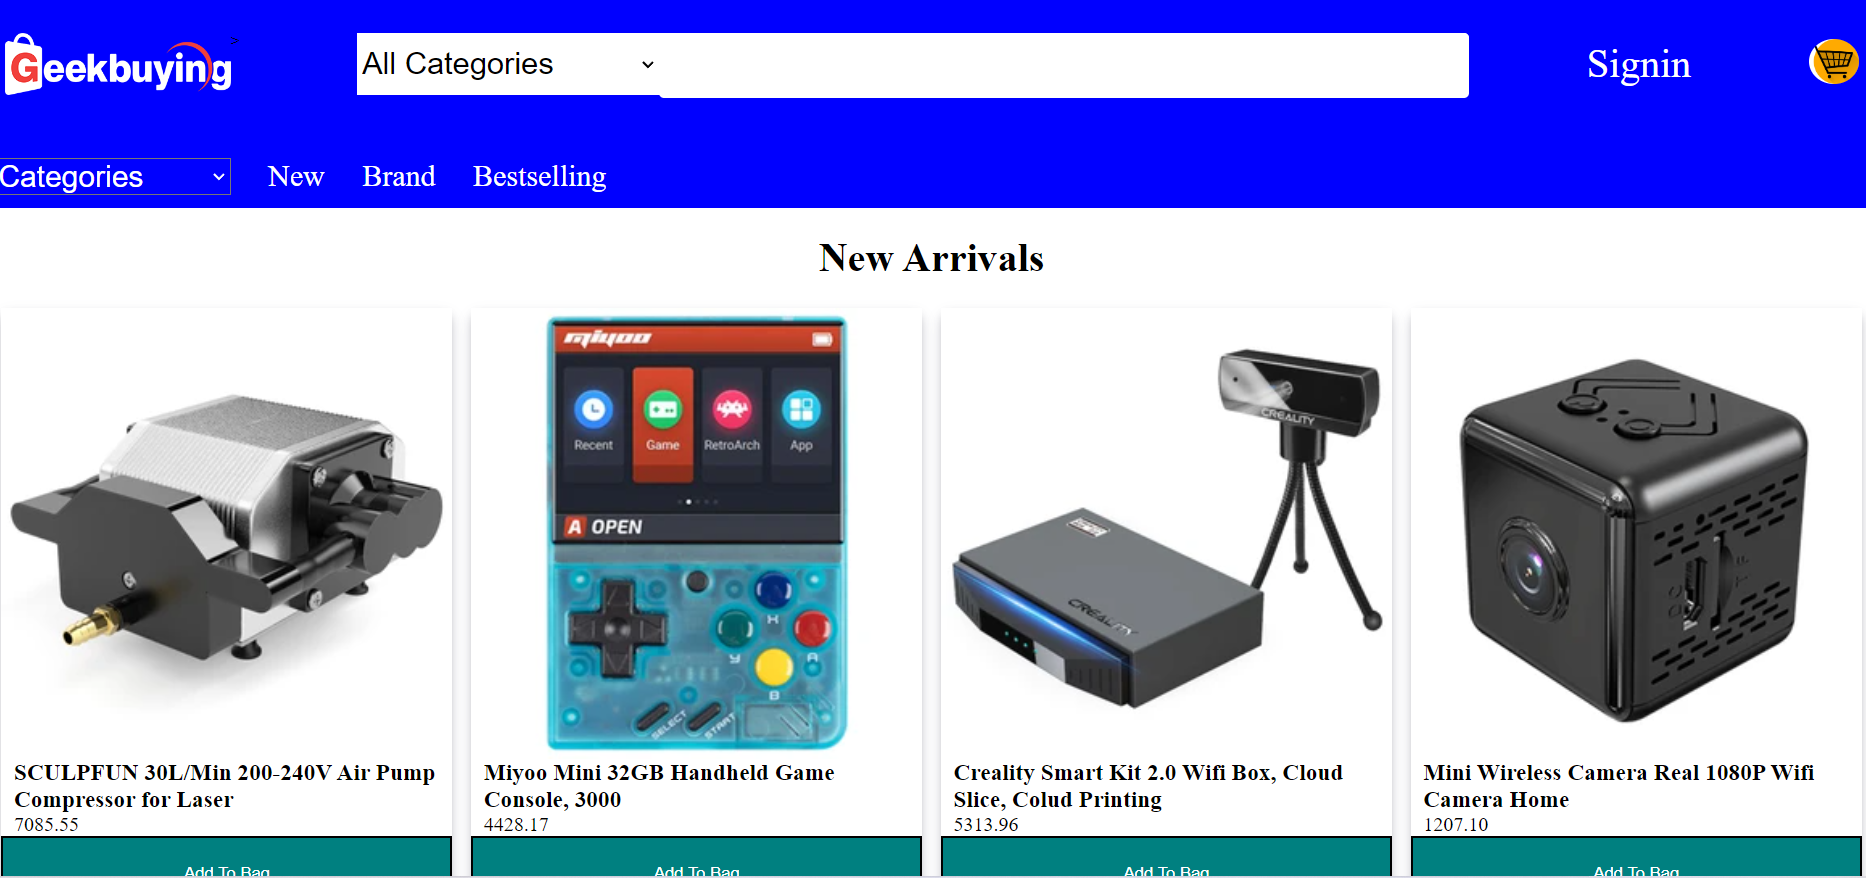 Geekbuying
>
All Categories
Signin
Categories
New Brand Bestselling
New Arrivals
miyoo
Recent Game RetroArch App
A OPEN
X
Y A
B
SELECT START
CREALITY
CREALITY
TF
SCULPFUN 30L/Min 200-240V Air Pump
Compressor for Laser
7085.55
Add To Bag
Miyoo Mini 32GB Handheld Game
Console, 3000
4428.17
Add To Bag
Creality Smart Kit 2.0 Wifi Box, Cloud
Slice, Colud Printing
5313.96
Add To Bag
Mini Wireless Camera Real 1080P Wifi
Camera Home
1207.10
Add To Bag